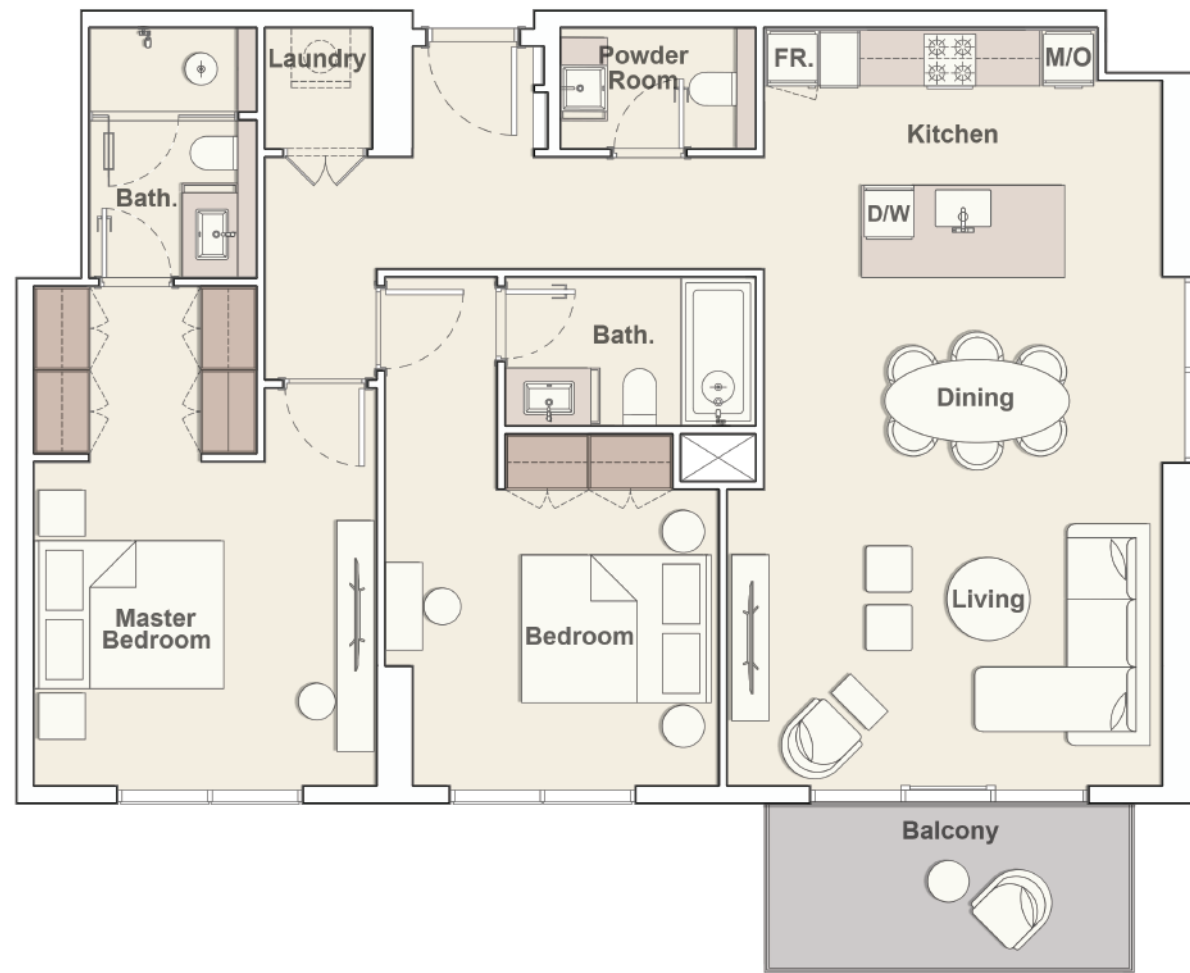 Laundry
Powder
Room
FR.
M/O
Kitchen
Bath.
D/W
Bath.
Dining
Living
Master
Bedroom
Bedroom
Balcony